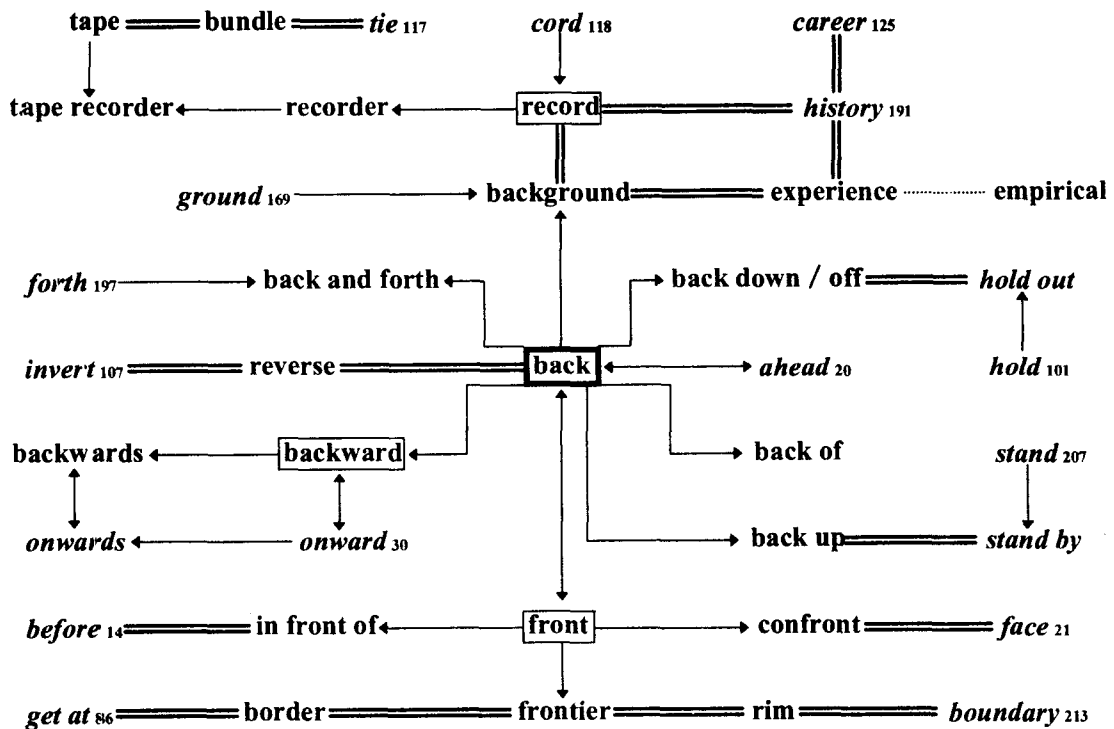 tape bundle tie 117 cord 118 career 125
tape recorder recorder record history 191
ground 169 background experience empirical
forth 197 back and forth back down / off hold out
invert 107 reverse back ahead 20 hold 101
backwards backward back of stand 207
onwards onward 30 back up stand by
before 14 in front of front confront face 21
get at 86 border frontier rim boundary 213